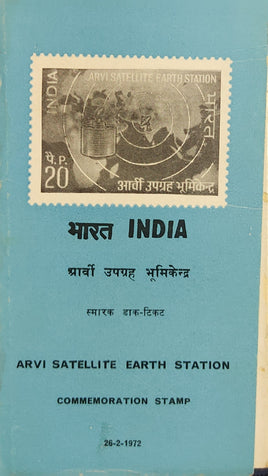 ARVI SATELLITE EARTH STATION
INDIA
भारत
पै. P.
20
आर्वी उपग्रह भूमिकेन्द्र
भारत INDIA
आर्वी उपग्रह भूमिकेन्द्र
स्मारक डाक-टिकट
ARVI SATELLITE EARTH STATION
COMMEMORATION STAMP
26-2-1972